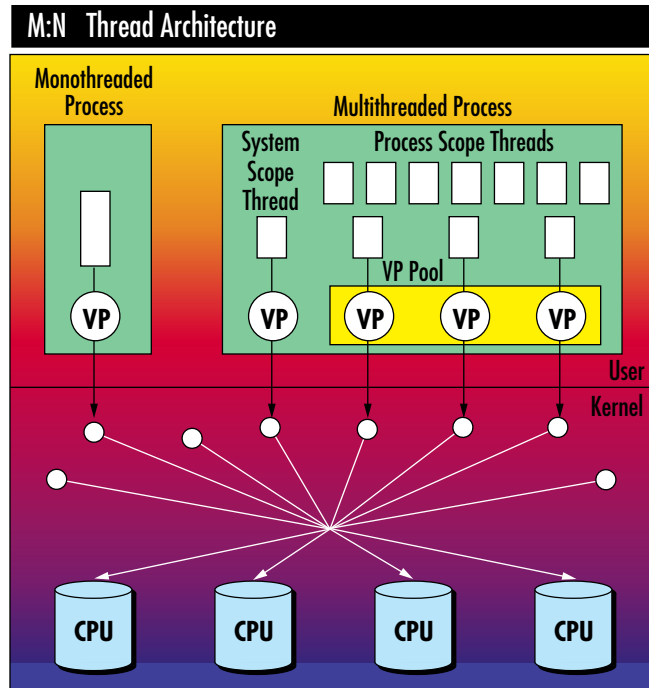 M:N Thread Architecture
Monothreaded
Process
Multithreaded Process
System
Scope
Thread
Process Scope Threads
VP Pool
VP
VP
VP
VP
VP
User
Kernel
CPU
CPU
CPU
CPU